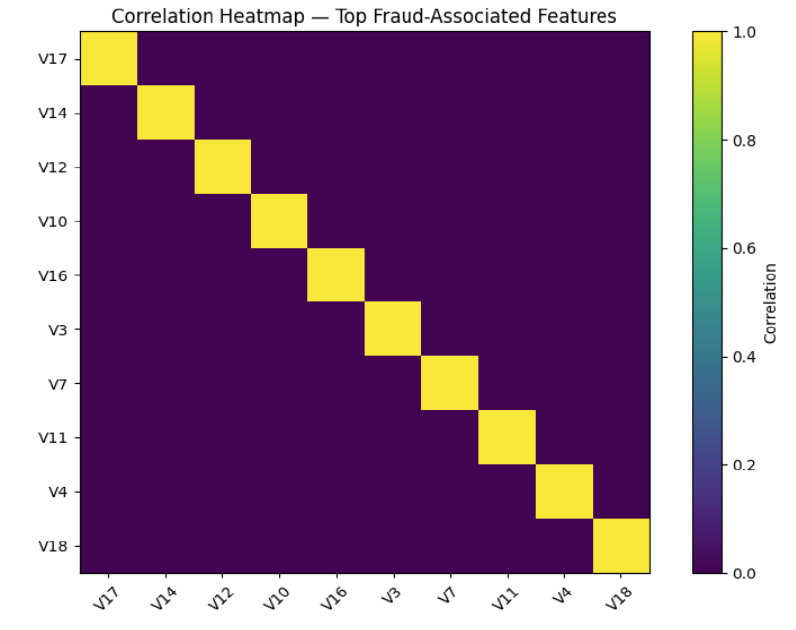 Correlation Heatmap — Top Fraud-Associated Features
V17
V14
V12
V10
V16
V3
V7
V11
V4
V18
V17 V14 V12 V10 V16 V3 V7 V11 V4 V18
1.0
0.8
0.6
0.4
0.2
0.0
Correlation